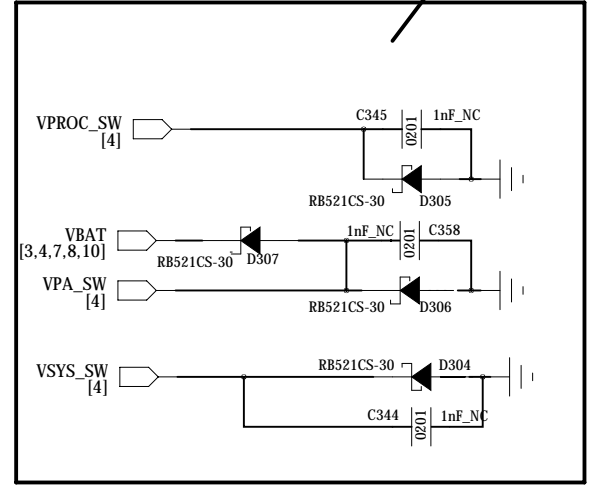 C345 1nF_NC
VPROC_SW
[4]
0201
RB521CS-30 D305
VBAT
[3,4,7,8,10]
1nF_NC C358
0201
RB521CS-30 D307
VPA_SW
[4]
RB521CS-30 D306
VSYS_SW
[4]
RB521CS-30 D304
C344 1nF_NC
0201